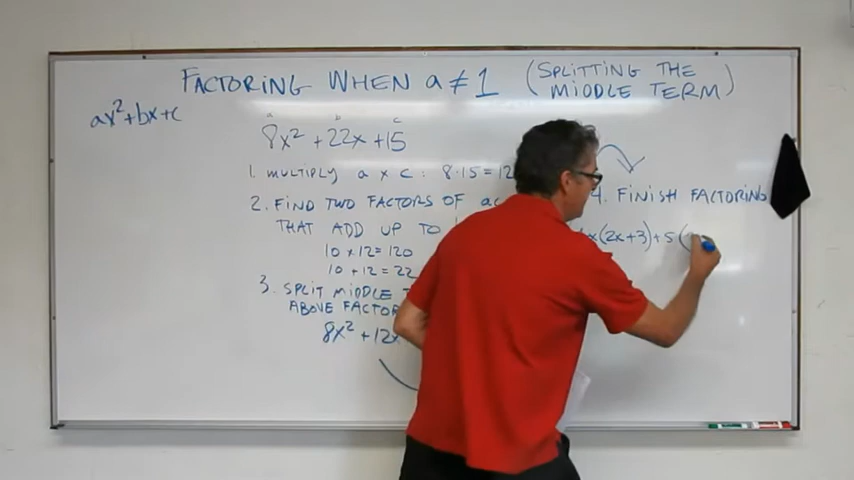 FACTORING WHEN a ≠ 1 (SPLITTING THE MIDDLE TERM)
ax² + bx + c
a b c
8x² + 22x + 15
1. MULTIPLY a x c : 8·15 = 12
2. FIND TWO FACTORS OF ac
THAT ADD UP TO
10 x 12 = 120
10 + 12 = 22
3. SPLIT MIDDLE
ABOVE FACTOR
8x² + 12x
4. FINISH FACTORING
x(2x+3)+5(